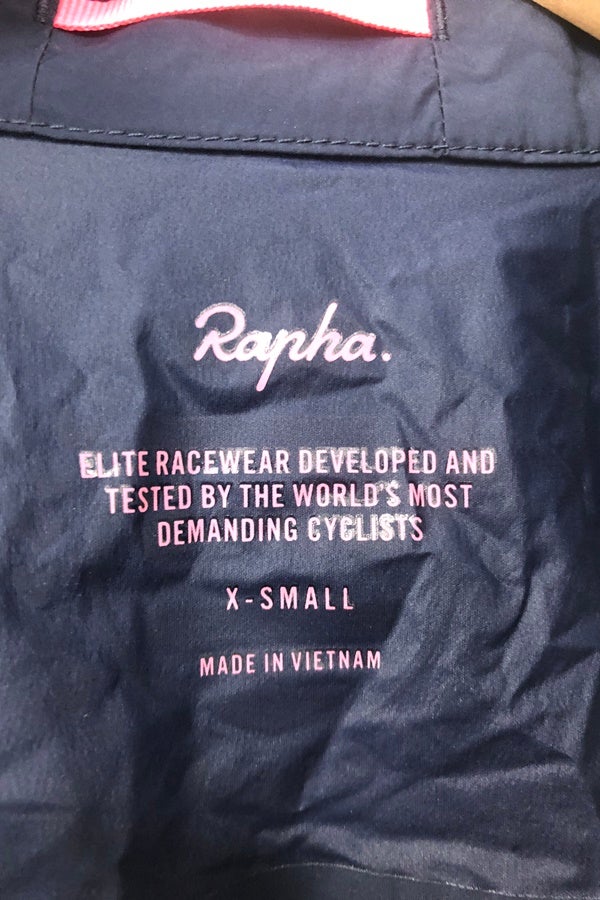 Rapha.
ELITE RACEWEAR DEVELOPED AND
TESTED BY THE WORLD'S MOST
DEMANDING CYCLISTS
X-SMALL
MADE IN VIETNAM